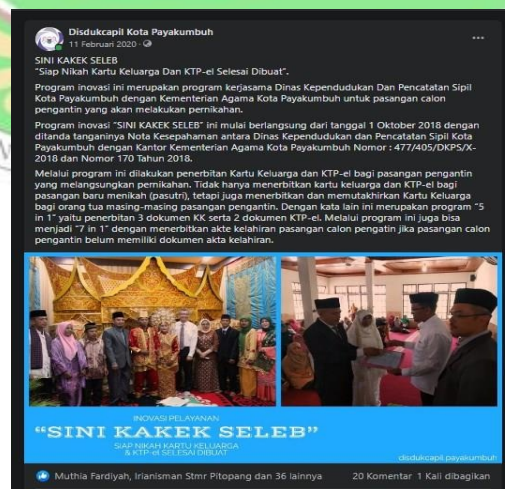 Disdukcapil Kota Payakumbuh
11 Februari 2020 ·
SINI KAKEK SELEB
"Siap Nikah Kartu Keluarga Dan KTP-el Selesai Dibuat".
Program inovasi ini merupakan program kerjasama Dinas Kependudukan Dan Pencatatan Sipil
Kota Payakumbuh dengan Kementerian Agama Kota Payakumbuh untuk pasangan calon
pengantin yang akan melakukan pernikahan.
Program inovasi "SINI KAKEK SELEB" ini mulai berlangsung dari tanggal 1 Oktober 2018 dengan
ditanda tanganinya Nota Kesepahaman antara Dinas Kependudukan dan Pencatatan Sipil Kota
Payakumbuh dengan Kantor Kementerian Agama Kota Payakumbuh Nomor : 477/405/DKPS/X-
2018 dan Nomor 170 Tahun 2018.
Melalui program ini dilakukan penerbitan Kartu Keluarga dan KTP-el bagi pasangan pengantin
yang melangsungkan pernikahan. Tidak hanya menerbitkan kartu keluarga dan KTP-el bagi
pasangan baru menikah (pasutri), tetapi juga menerbitkan dan memutakhirkan Kartu Keluarga
bagi orang tua masing-masing pasangan pengantin. Dengan kata lain ini merupakan program "5
in 1" yaitu penerbitan 3 dokumen KK serta 2 dokumen KTP-el. Melalui program ini juga bisa
menjadi "7 in 1" dengan menerbitkan akte kelahiran pasangan calon pengatin jika pasangan calon
pengantin belum memiliki dokumen akta kelahiran.
INOVASI PELAYANAN
"SINI KAKEK SELEB"
SIAP NIKAH KARTU KELUARGA
& KTP-el SELESAI DIBUAT
disdukcapil.payakumbuh
Muthia Fardiyah, Irianisman Stmr Pitopang dan 36 lainnya
20 Komentar 1 Kali dibagikan